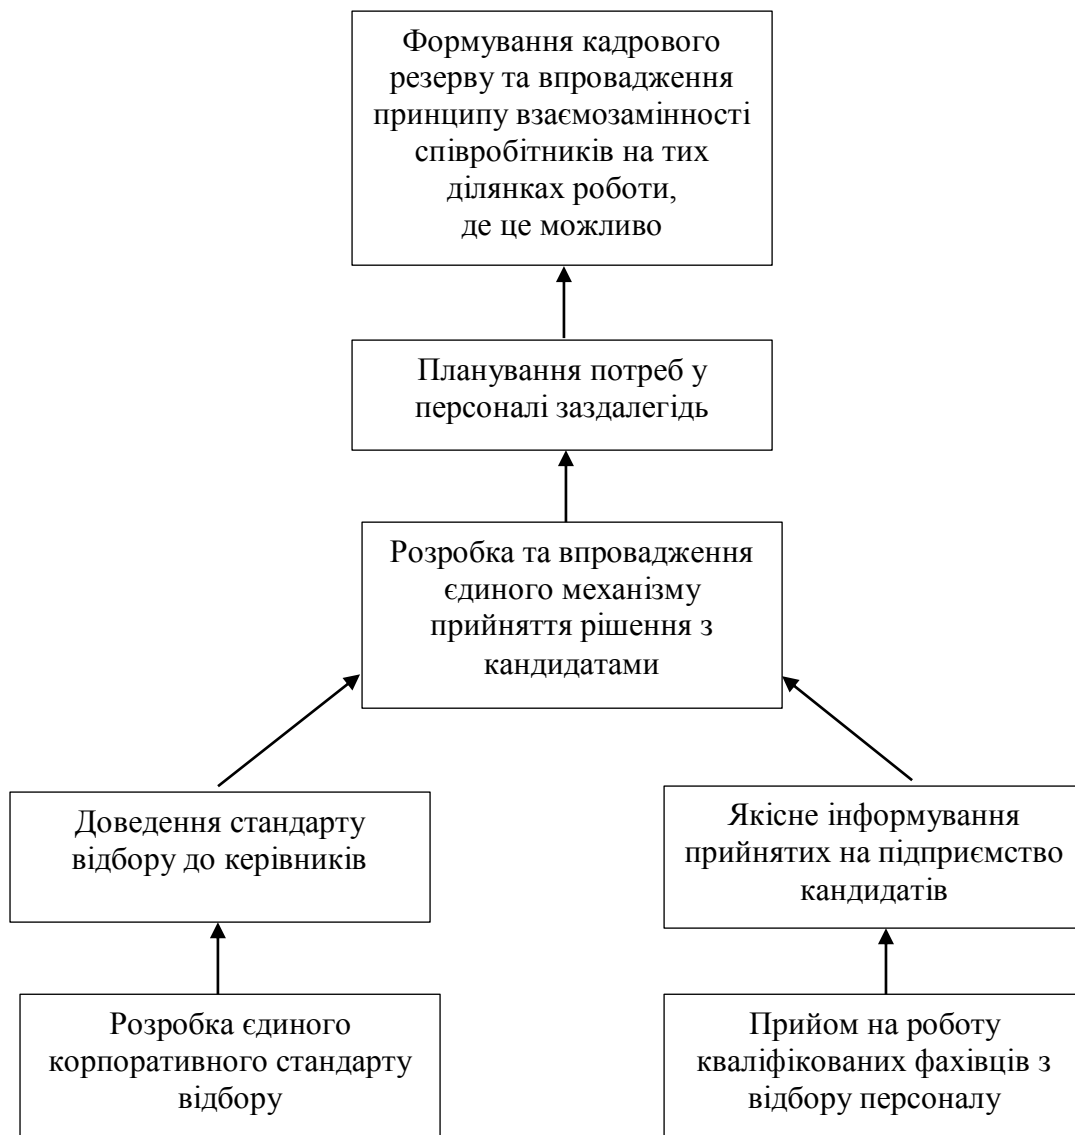 Формування кадрового
резерву та впровадження
принципу взаємозамінності
співробітників на тих
ділянках роботи,
де це можливо
Планування потреб у
персоналі заздалегідь
Розробка та впровадження
єдиного механізму
прийняття рішення з
кандидатами
Доведення стандарту
відбору до керівників
Якісне інформування
прийнятих на підприємство
кандидатів
Розробка єдиного
корпоративного стандарту
відбору
Прийом на роботу
кваліфікованих фахівців з
відбору персоналу